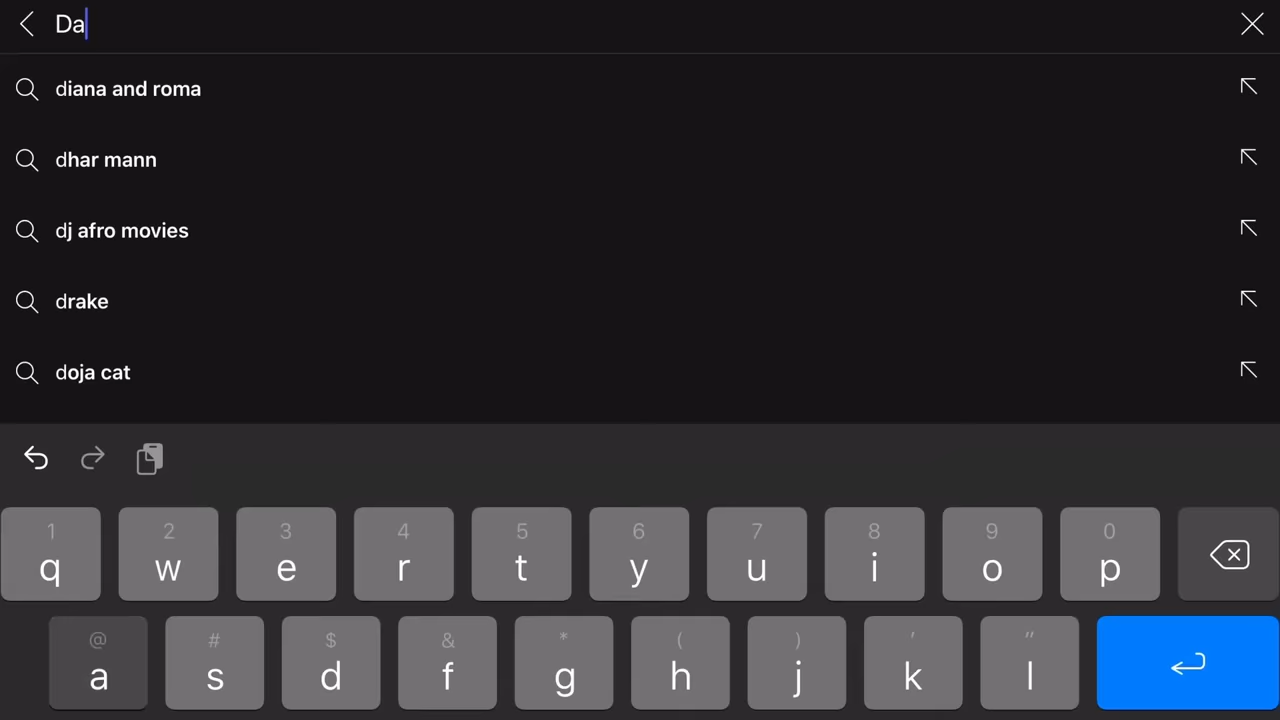 Da
diana and roma
dhar mann
dj afro movies
drake
doja cat
1 2 3 4 5 6 7 8 9 0
q w e r t y u i o p
@ # $ & * ( ) ' "
a s d f g h j k l